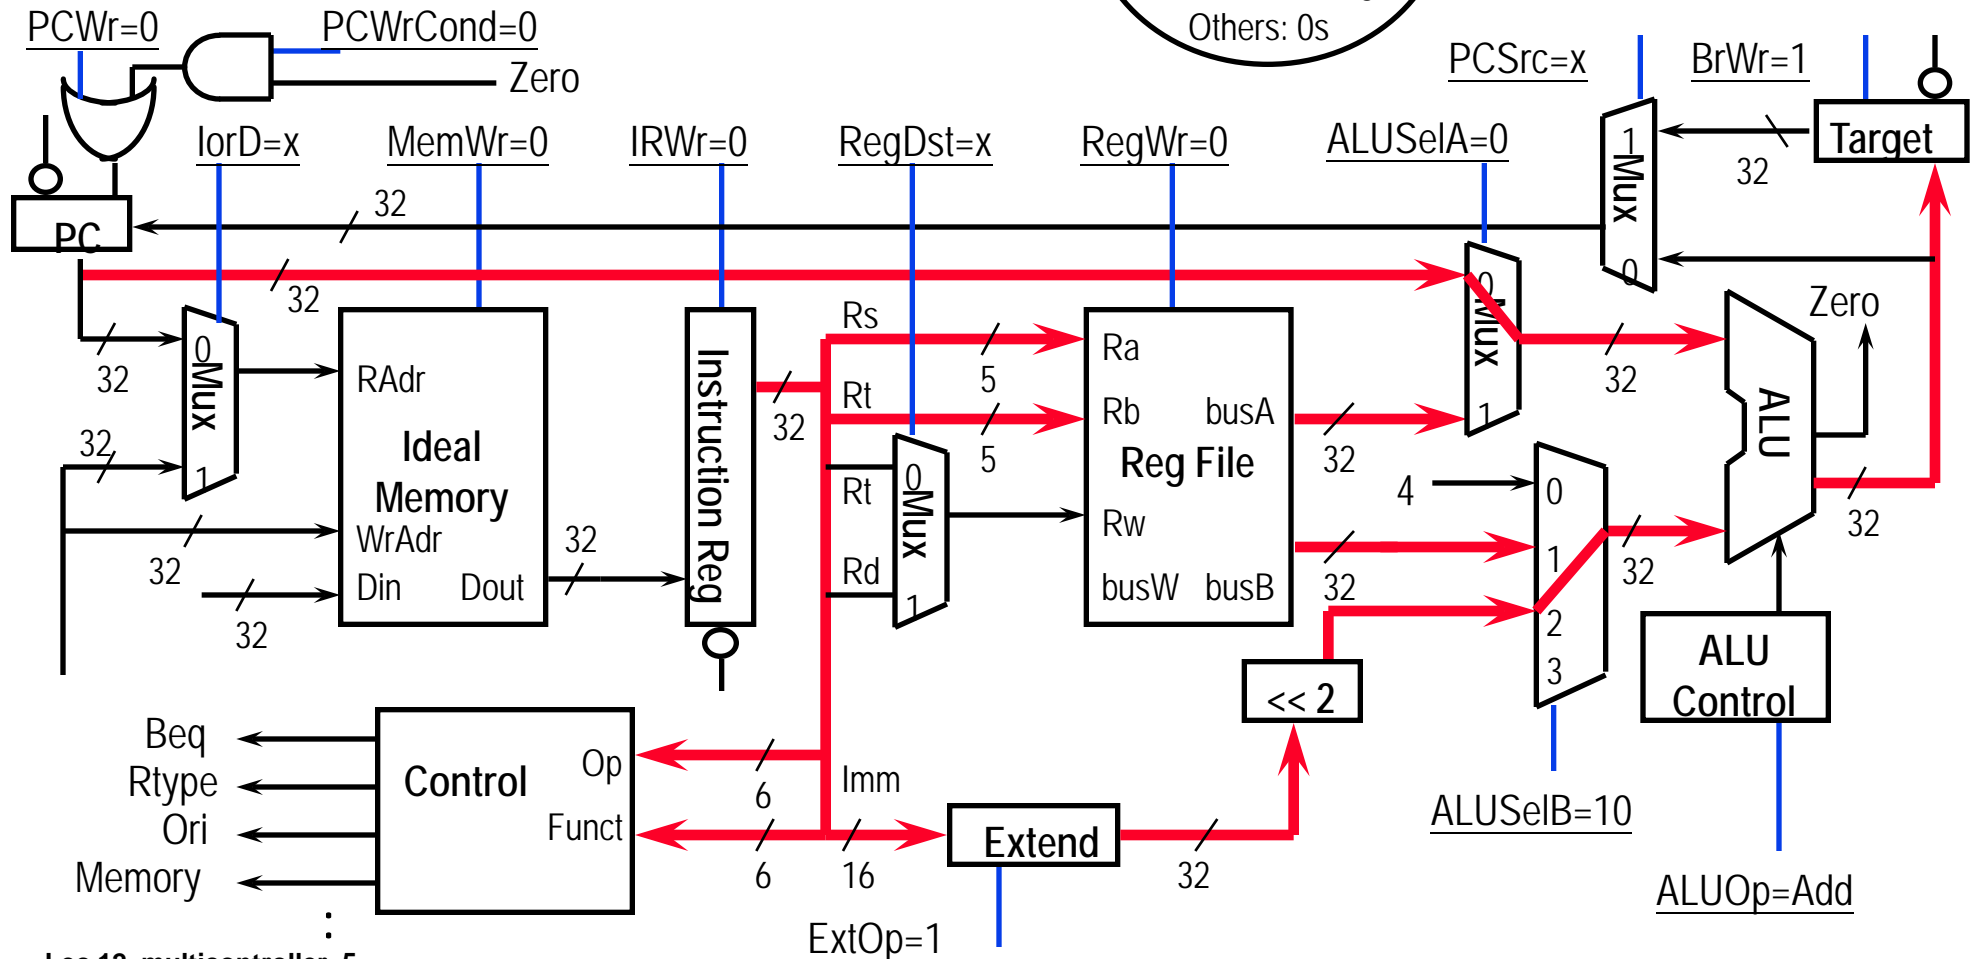 Others: 0s
PCWr=0
PCWrCond=0
Zero
PCSrc=x
BrWr=1
IorD=x
MemWr=0
IRWr=0
RegDst=x
RegWr=0
ALUSelA=0
1
Mux
0
32
Target
32
PC
32
0
Mux
1
32
32
RAdr
Ideal
Memory
WrAdr
Din
Dout
32
32
32
Instruction Reg
32
Rs
5
Rt
5
Rt
Rd
0
Mux
1
Ra
Rb
busA
Reg File
Rw
busW
busB
32
32
0
Mux
1
32
4
0
1
2
3
32
Zero
ALU
32
ALU
Control
<< 2
ALUSelB=10
ALUOp=Add
Beq
Rtype
Ori
Memory
:
Control
Op
Funct
6
6
Imm
16
Extend
32
ExtOp=1